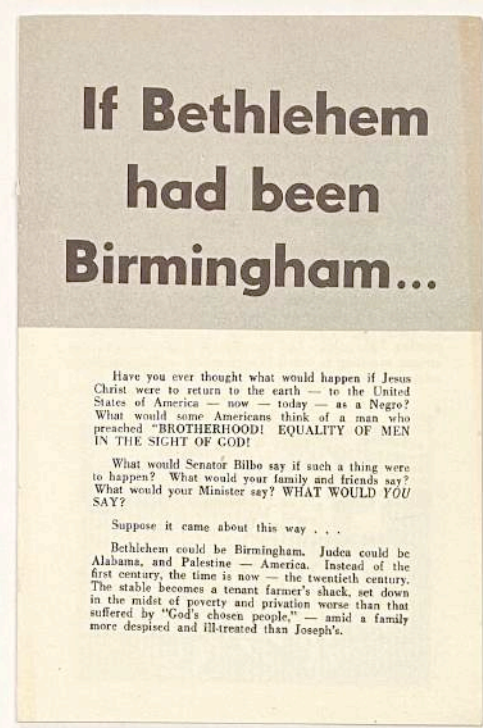 If Bethlehem
had been
Birmingham...
Have you ever thought what would happen if Jesus
Christ were to return to the earth — to the United
States of America — now — today — as a Negro?
What would some Americans think of a man who
preached "BROTHERHOOD! EQUALITY OF MEN
IN THE SIGHT OF GOD!
What would Senator Bilbo say if such a thing were
to happen? What would your family and friends say?
What would your Minister say? WHAT WOULD YOU
SAY?
Suppose it came about this way . . .
Bethlehem could be Birmingham. Judea could be
Alabama, and Palestine — America. Instead of the
first century, the time is now — the twentieth century.
The stable becomes a tenant farmer's shack, set down
in the midst of poverty and privation worse than that
suffered by "God's chosen people," — amid a family
more despised and ill-treated than Joseph's.